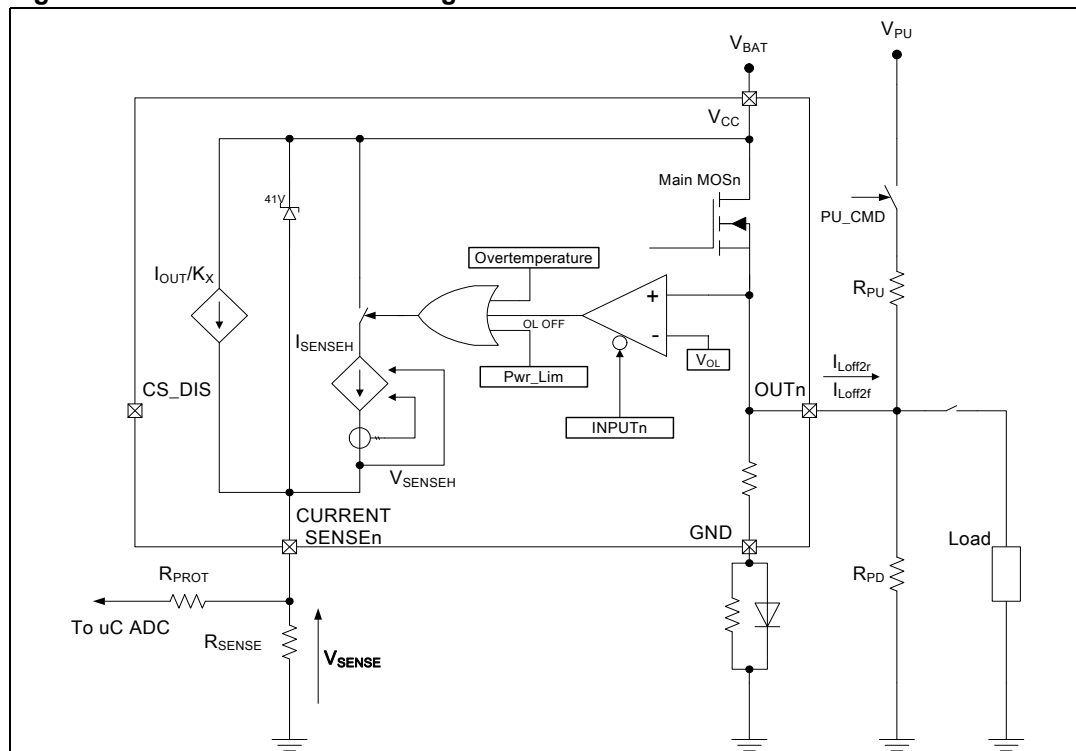 V_PU
V_BAT
V_CC
Main MOSn
41V
PU_CMD
Overtemperature
I_OUT/K_X
R_PU
+
OL OFF
-
I_SENSEH
V_OL
I_Loff2r
Pwr_Lim
CS_DIS
OUTn
I_Loff2f
INPUTn
V_SENSEH
CURRENT
SENSEn
GND
Load
R_PROT
R_PD
To uC ADC
R_SENSE
V_SENSE